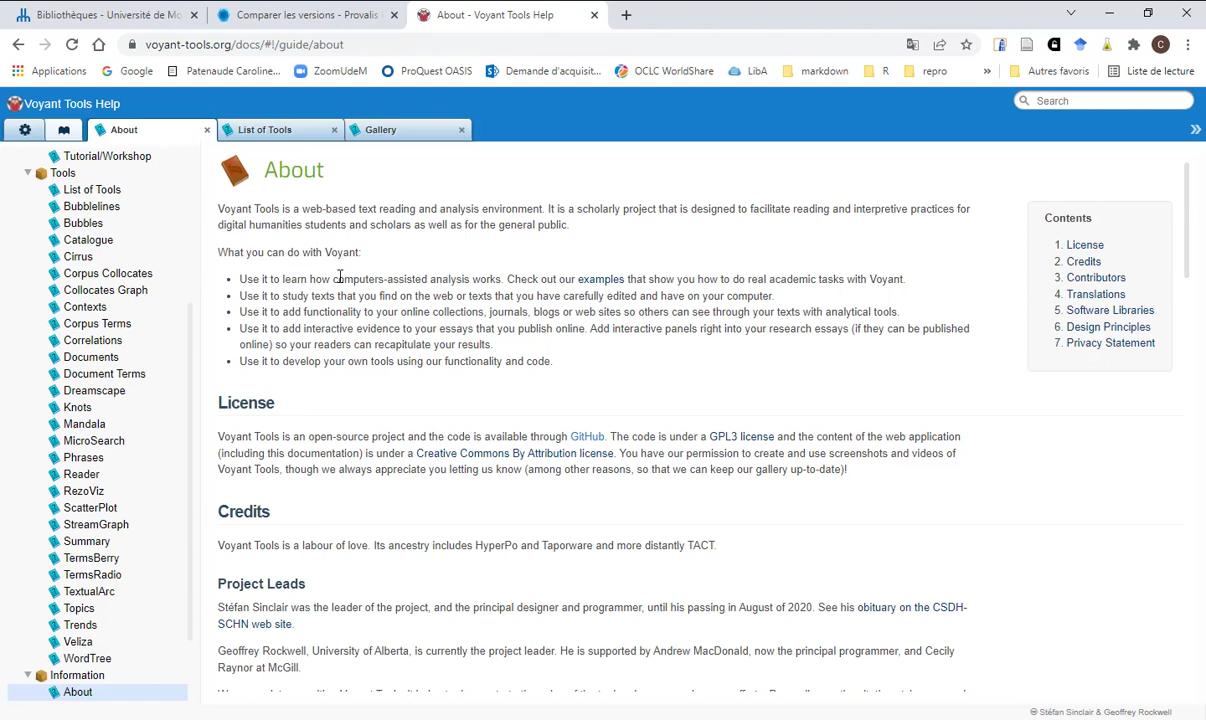 Bibliothèques - Université de Mo
Comparer les versions - Provalis
About - Voyant Tools Help
voyant-tools.org/docs/#!/guide/about
C
Applications
Google
Patenaude Caroline...
ZoomUdeM
ProQuest OASIS
Demande d'acquisit...
OCLC WorldShare
LibA
markdown
R
repro
»
Autres favoris
Liste de lecture
Voyant Tools Help
Search
About
List of Tools
Gallery
Tutorial/Workshop
Tools
List of Tools
Bubblelines
Bubbles
Catalogue
Cirrus
Corpus Collocates
Collocates Graph
Contexts
Corpus Terms
Correlations
Documents
Document Terms
Dreamscape
Knots
Mandala
MicroSearch
Phrases
Reader
RezoViz
ScatterPlot
StreamGraph
Summary
TermsBerry
TermsRadio
TextualArc
Topics
Trends
Veliza
WordTree
Information
About
About
Voyant Tools is a web-based text reading and analysis environment. It is a scholarly project that is designed to facilitate reading and interpretive practices for
digital humanities students and scholars as well as for the general public.
What you can do with Voyant:
• Use it to learn how computers-assisted analysis works. Check out our examples that show you how to do real academic tasks with Voyant.
• Use it to study texts that you find on the web or texts that you have carefully edited and have on your computer.
• Use it to add functionality to your online collections, journals, blogs or web sites so others can see through your texts with analytical tools.
• Use it to add interactive evidence to your essays that you publish online. Add interactive panels right into your research essays (if they can be published
online) so your readers can recapitulate your results.
• Use it to develop your own tools using our functionality and code.
License
Voyant Tools is an open-source project and the code is available through GitHub. The code is under a GPL3 license and the content of the web application
(including this documentation) is under a Creative Commons By Attribution license. You have our permission to create and use screenshots and videos of
Voyant Tools, though we always appreciate you letting us know (among other reasons, so that we can keep our gallery up-to-date)!
Credits
Voyant Tools is a labour of love. Its ancestry includes HyperPo and Taporware and more distantly TACT.
Project Leads
Stéfan Sinclair was the leader of the project, and the principal designer and programmer, until his passing in August of 2020. See his obituary on the CSDH-
SCHN web site.
Geoffrey Rockwell, University of Alberta, is currently the project leader. He is supported by Andrew MacDonald, now the principal programmer, and Cecily
Raynor at McGill.
Contents
1. License
2. Credits
3. Contributors
4. Translations
5. Software Libraries
6. Design Principles
7. Privacy Statement
© Stéfan Sinclair & Geoffrey Rockwell